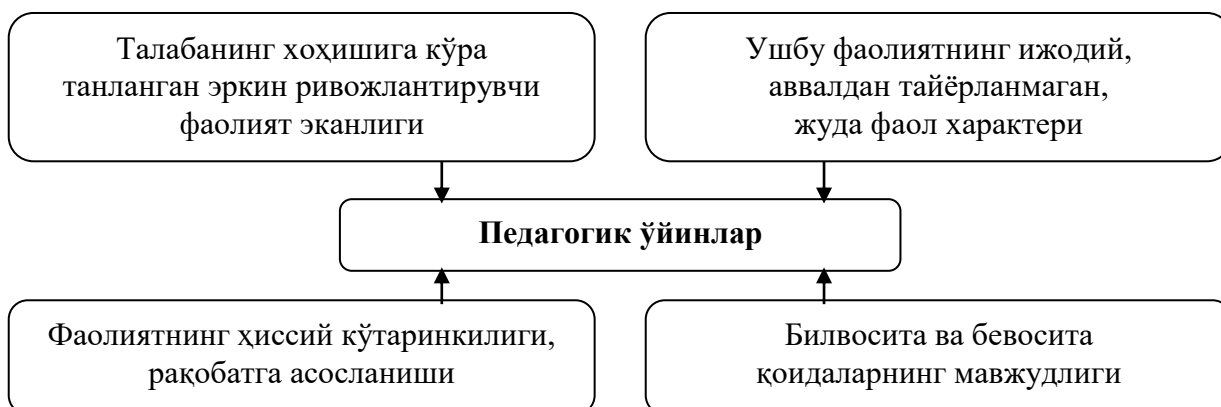 Талабанинг хоҳишига кўра
танланган эркин ривожлантирувчи
фаолият эканлиги
Ушбу фаолиятнинг ижодий,
аввалдан тайёрланмаган,
жуда фаол характери
Педагогик ўйинлар
Фаолиятнинг ҳиссий кўтаринкилиги,
рақобатга асосланиши
Билвосита ва бевосита
қоидаларнинг мавжудлиги